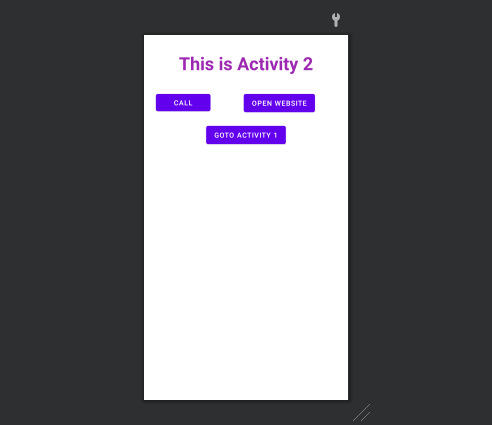 This is Activity 2
CALL
OPEN WEBSITE
GOTO ACTIVITY 1